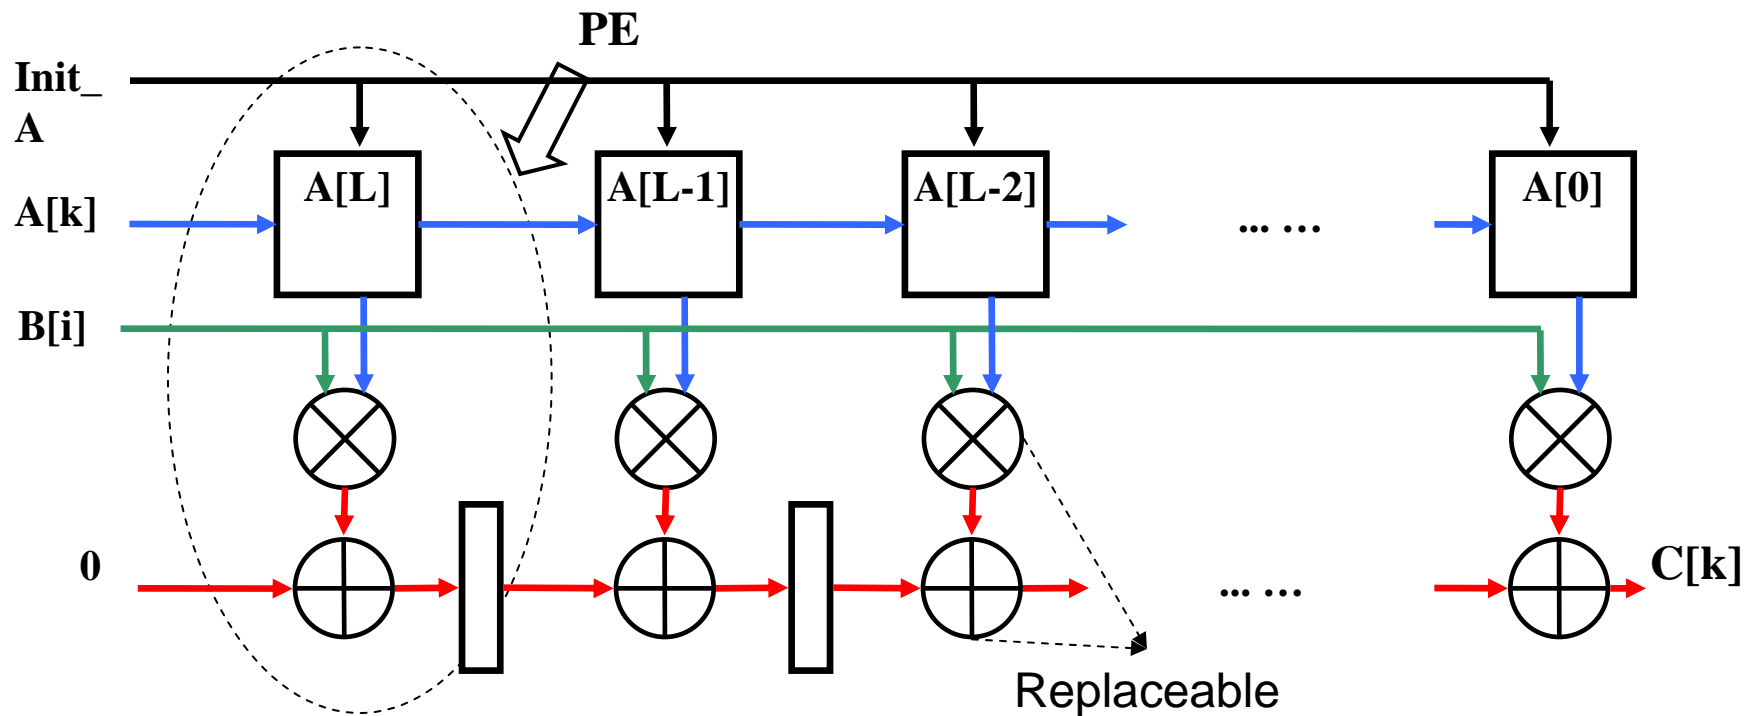 PE
Init_
A
A[L] A[L-1] A[L-2] A[0]
A[k]
... ...
B[i]
0
C[k]
... ...
Replaceable